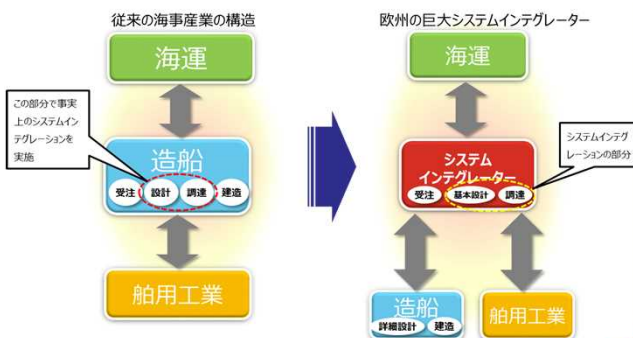 従来の海事産業の構造
海運
この部分で事実
上のシステムイン
テグレーションを
実施
造船
受注 設計 調達 建造
舶用工業
欧州の巨大システムインテグレーター
海運
システムインテグ
レーションの部分
システム
インテグレーター
受注 基本設計 調達
造船
詳細設計 建造
舶用工業